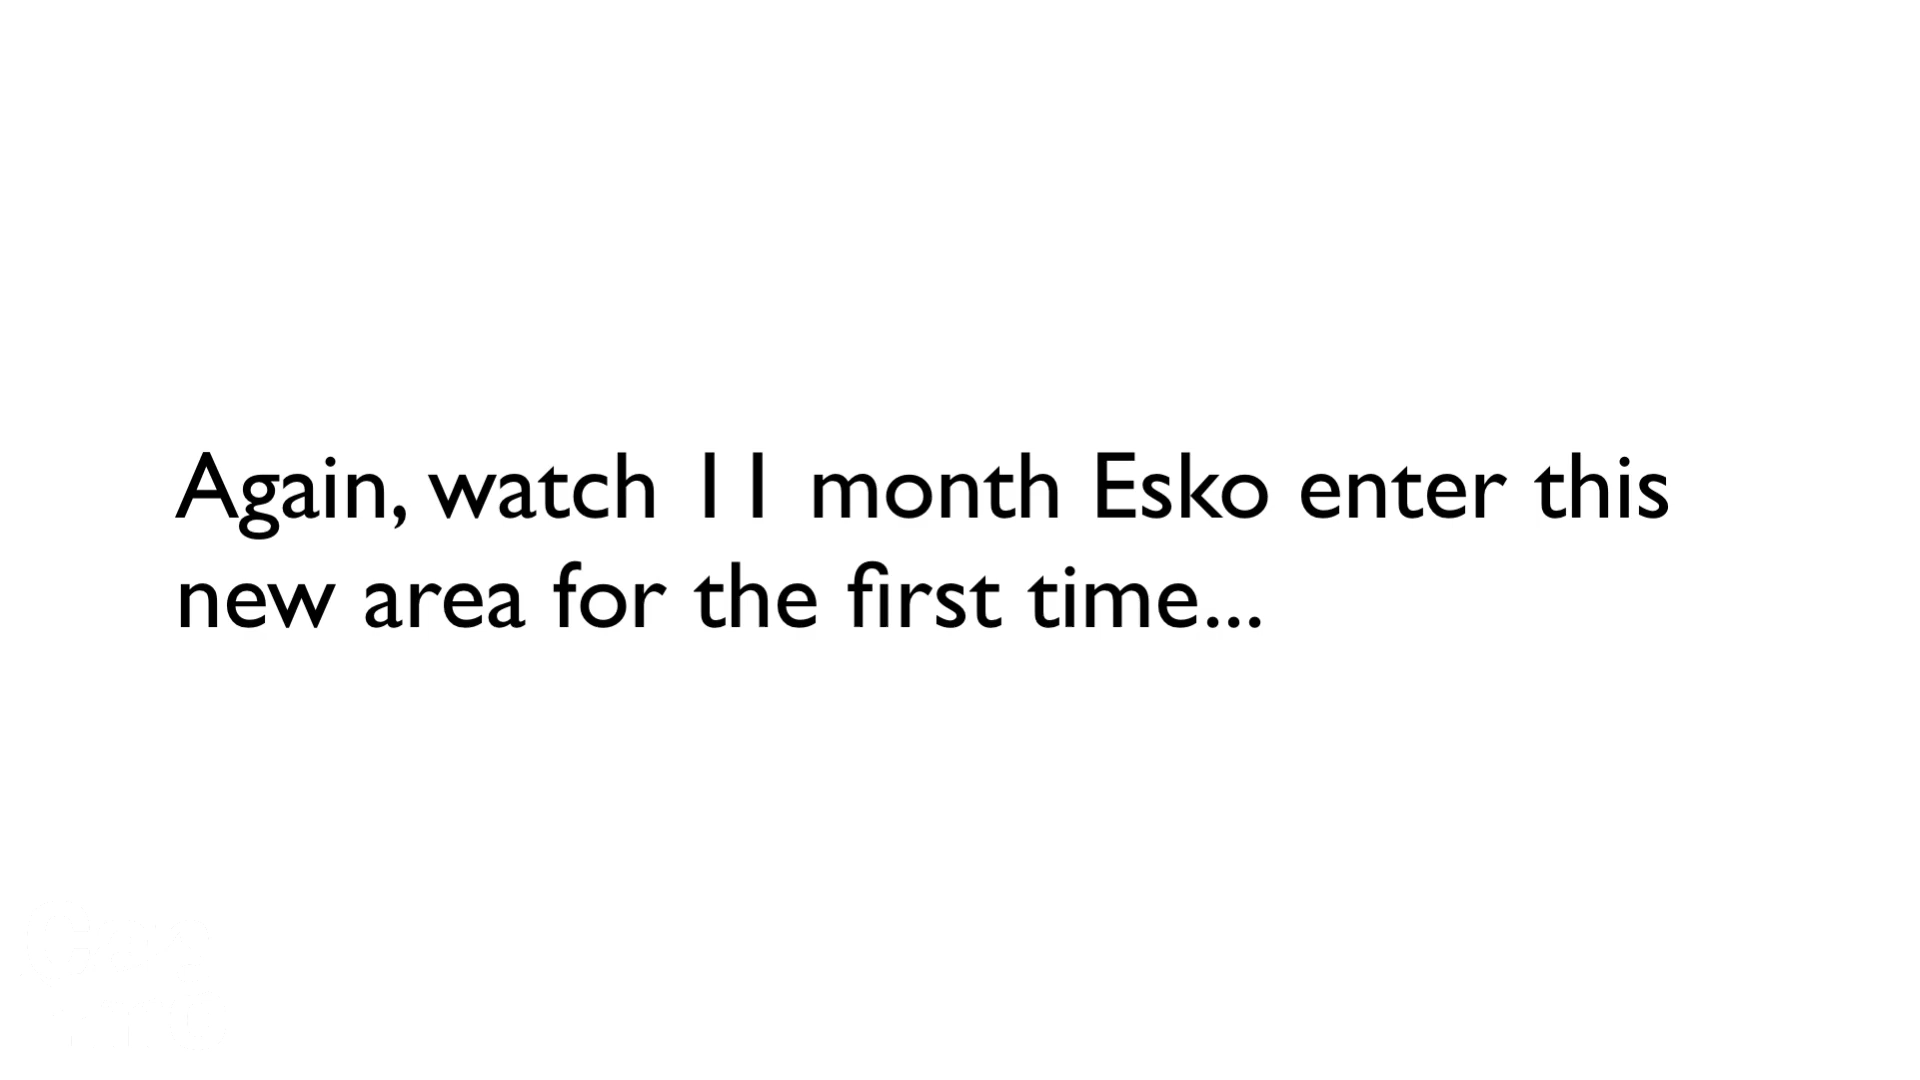 Again, watch 11 month Esko enter this
new area for the first time...